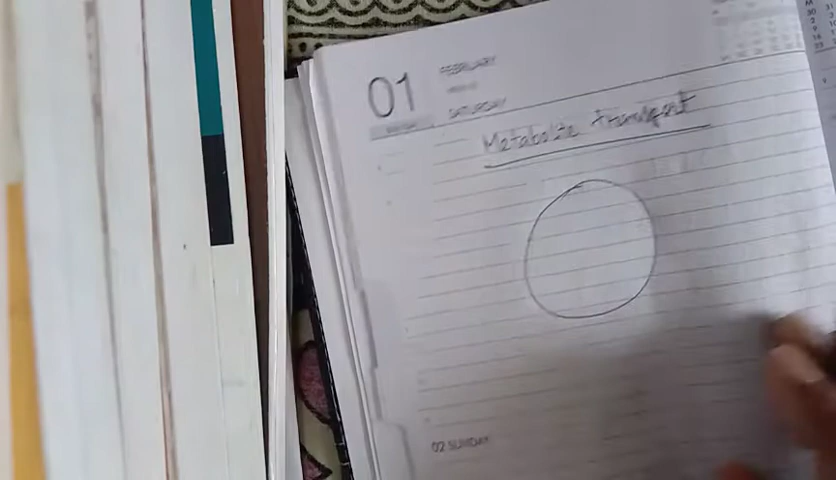 01
FEBRUARY
SATURDAY
Metabolite Transport
02 SUNDAY